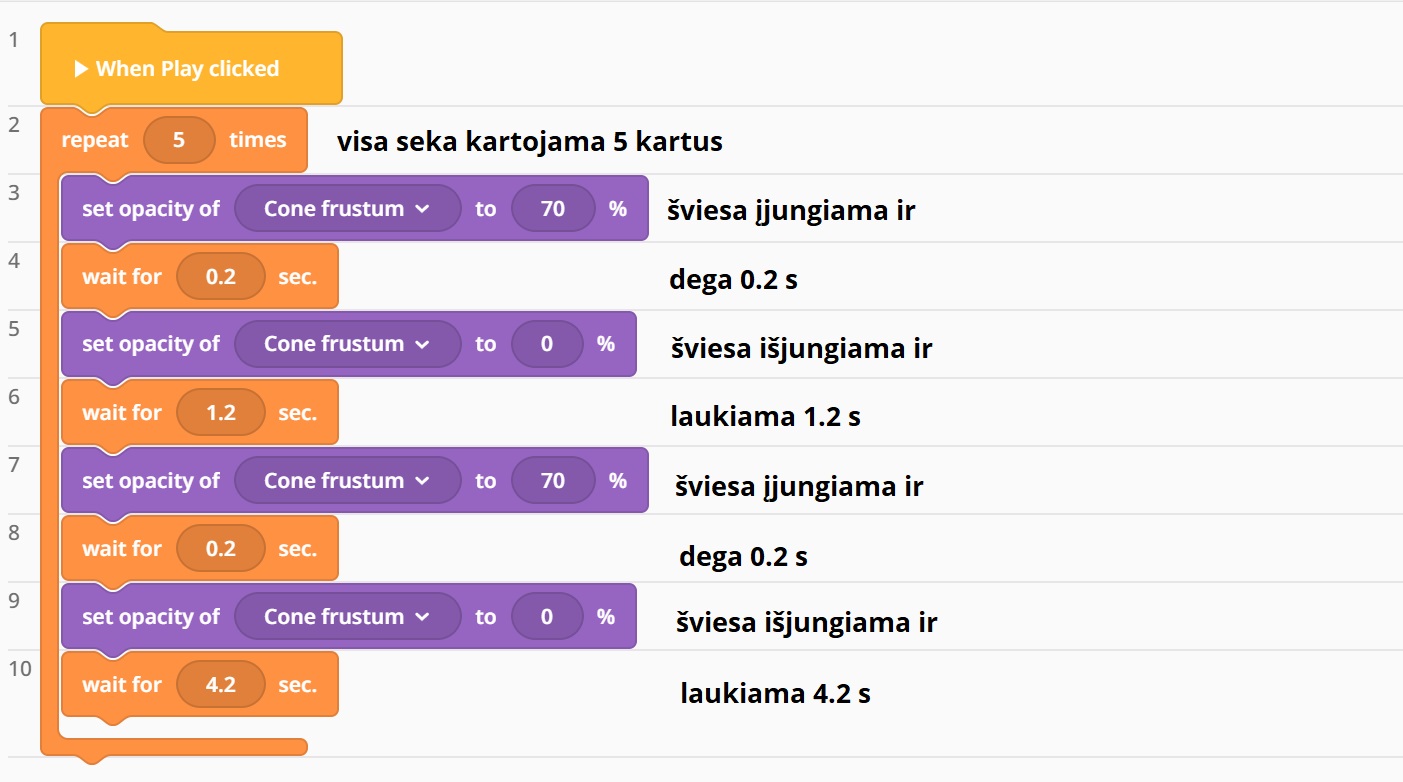 1
▶ When Play clicked
2
repeat 5 times visa seka kartojama 5 kartus
3
set opacity of Cone frustum to 70 % šviesa įjungiama ir
4
wait for 0.2 sec. dega 0.2 s
5
set opacity of Cone frustum to 0 % šviesa išjungiama ir
6
wait for 1.2 sec. laukiama 1.2 s
7
set opacity of Cone frustum to 70 % šviesa įjungiama ir
8
wait for 0.2 sec. dega 0.2 s
9
set opacity of Cone frustum to 0 % šviesa išjungiama ir
10
wait for 4.2 sec. laukiama 4.2 s